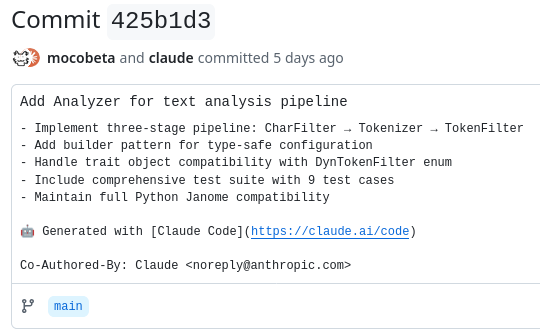 Commit 425b1d3
mocobeta and claude committed 5 days ago
Add Analyzer for text analysis pipeline
- Implement three-stage pipeline: CharFilter → Tokenizer → TokenFilter
- Add builder pattern for type-safe configuration
- Handle trait object compatibility with DynTokenFilter enum
- Include comprehensive test suite with 9 test cases
- Maintain full Python Janome compatibility
🤖 Generated with [Claude Code](https://claude.ai/code)
Co-Authored-By: Claude <noreply@anthropic.com>
main